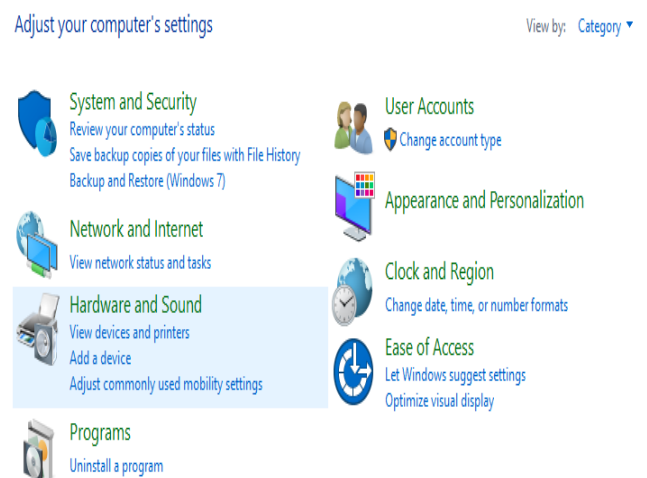 Adjust your computer's settings
View by: Category
System and Security
Review your computer's status
Save backup copies of your files with File History
Backup and Restore (Windows 7)
Network and Internet
View network status and tasks
Hardware and Sound
View devices and printers
Add a device
Adjust commonly used mobility settings
Programs
Uninstall a program
User Accounts
Change account type
Appearance and Personalization
Clock and Region
Change date, time, or number formats
Ease of Access
Let Windows suggest settings
Optimize visual display